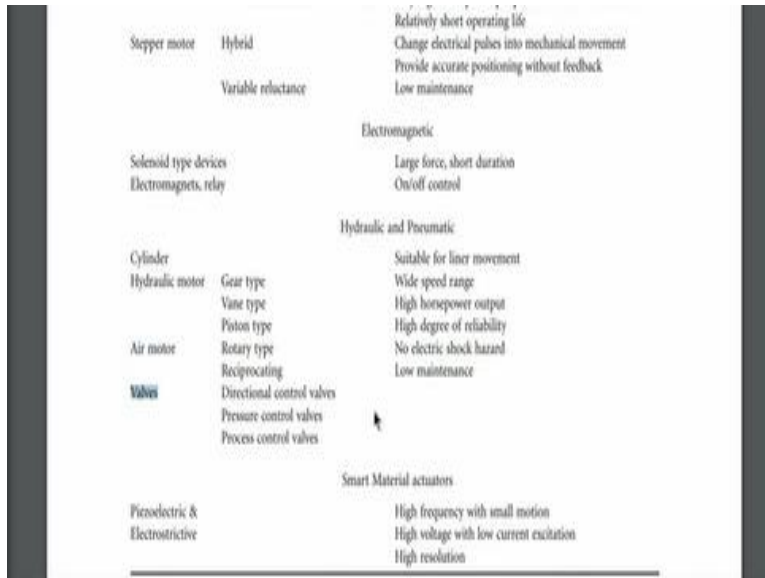 Relatively short operating life
Stepper motor Hybrid Change electrical pulses into mechanical movement
Provide accurate positioning without feedback
Variable reluctance Low maintenance
Electromagnetic
Solenoid type devices Large force, short duration
Electromagnets, relay On/off control
Hydraulic and Pneumatic
Cylinder Suitable for liner movement
Hydraulic motor Gear type Wide speed range
Vane type High horsepower output
Piston type High degree of reliability
Air motor Rotary type No electric shock hazard
Reciprocating Low maintenance
Valves Directional control valves
Pressure control valves
Process control valves
Smart Material actuators
Piezoelectric & High frequency with small motion
Electrostrictive High voltage with low current excitation
High resolution